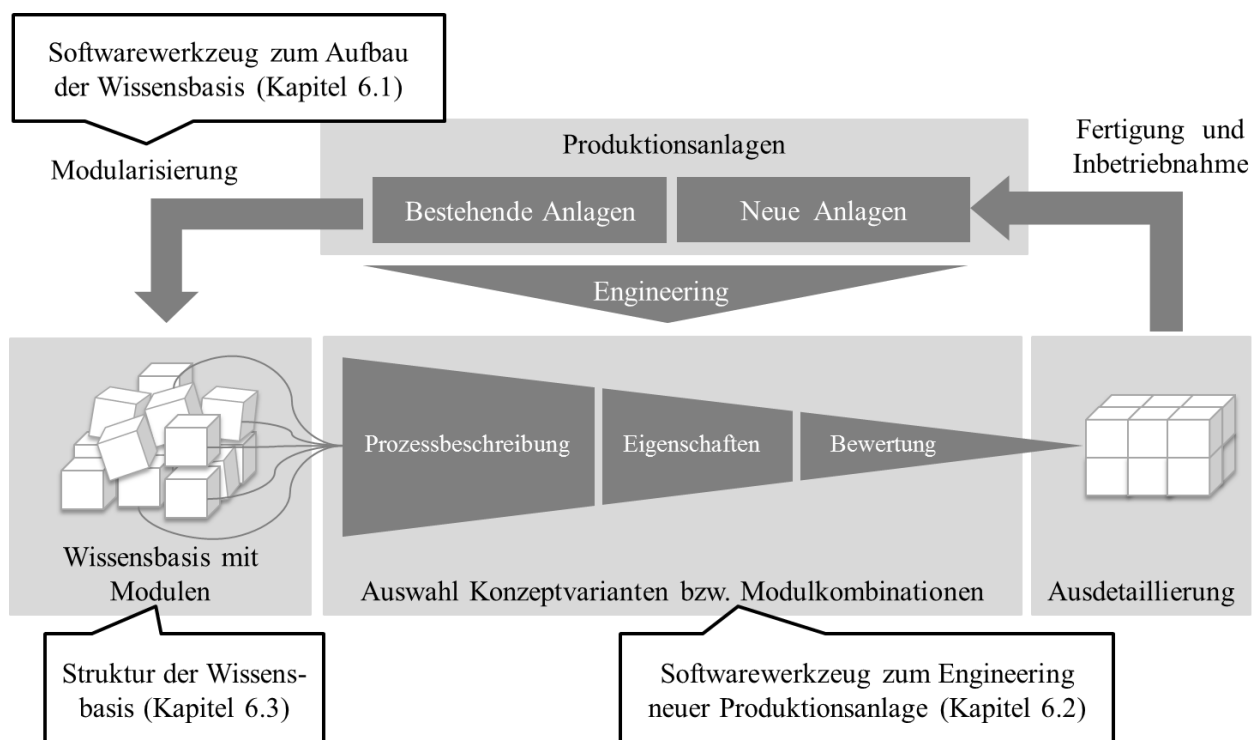 Softwarewerkzeug zum Aufbau
der Wissensbasis (Kapitel 6.1)
Modularisierung
Produktionsanlagen
Bestehende Anlagen
Neue Anlagen
Fertigung und
Inbetriebnahme
Engineering
Prozessbeschreibung
Eigenschaften
Bewertung
Wissensbasis mit
Modulen
Auswahl Konzeptvarianten bzw. Modulkombinationen
Ausdetaillierung
Struktur der Wissens-
basis (Kapitel 6.3)
Softwarewerkzeug zum Engineering
neuer Produktionsanlage (Kapitel 6.2)